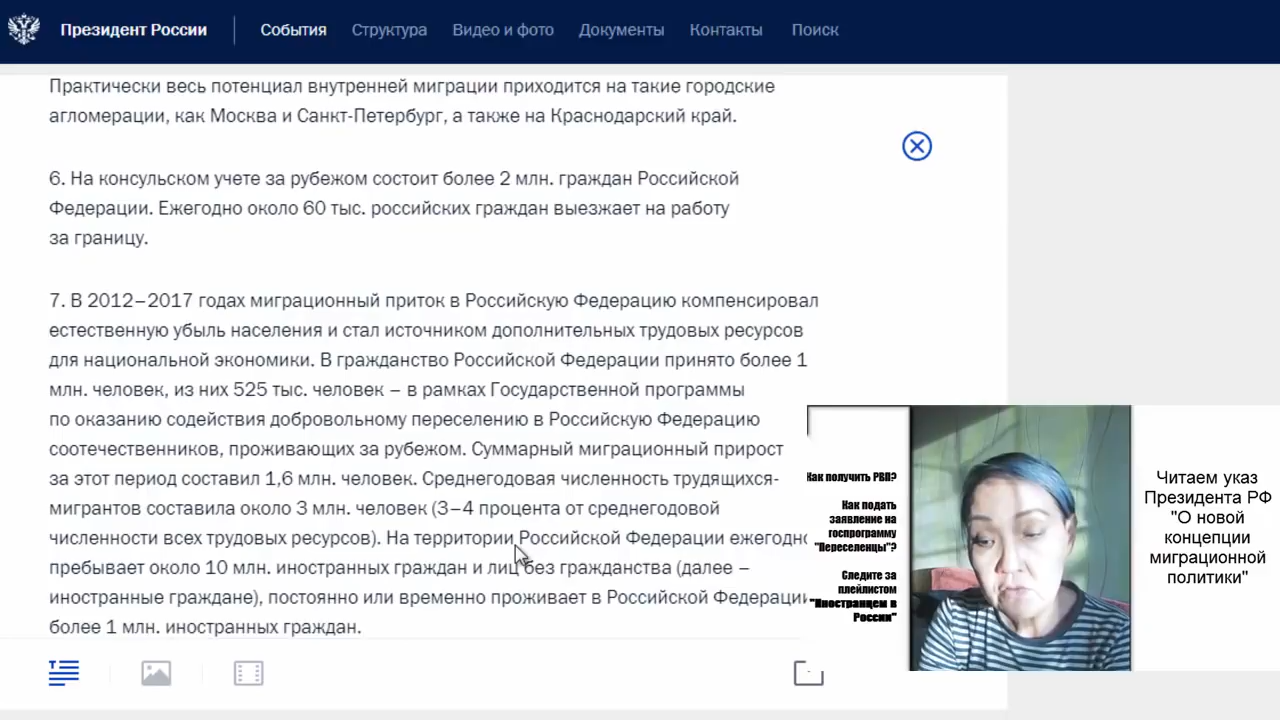 Президент России
События
Структура
Видео и фото
Документы
Контакты
Поиск
Практически весь потенциал внутренней миграции приходится на такие городские
агломерации, как Москва и Санкт-Петербург, а также на Краснодарский край.
6. На консульском учете за рубежом состоит более 2 млн. граждан Российской
Федерации. Ежегодно около 60 тыс. российских граждан выезжает на работу
за границу.
7. В 2012–2017 годах миграционный приток в Российскую Федерацию компенсировал
естественную убыль населения и стал источником дополнительных трудовых ресурсов
для национальной экономики. В гражданство Российской Федерации принято более 1
млн. человек, из них 525 тыс. человек – в рамках Государственной программы
по оказанию содействия добровольному переселению в Российскую Федерацию
соотечественников, проживающих за рубежом. Суммарный миграционный прирост
за этот период составил 1,6 млн. человек. Среднегодовая численность трудящихся-
мигрантов составила около 3 млн. человек (3–4 процента от среднегодовой
численности всех трудовых ресурсов). На территории Российской Федерации ежегодно
пребывает около 10 млн. иностранных граждан и лиц без гражданства (далее –
иностранные граждане), постоянно или временно проживает в Российской Федерации
более 1 млн. иностранных граждан.
Как получить РВП?
Как подать
заявление на
госпрограмму
"Переселенцы"?
Следите за
плейлистом
"Иностранцем в
России"
Читаем указ
Президента РФ
"О новой
концепции
миграционной
политики"